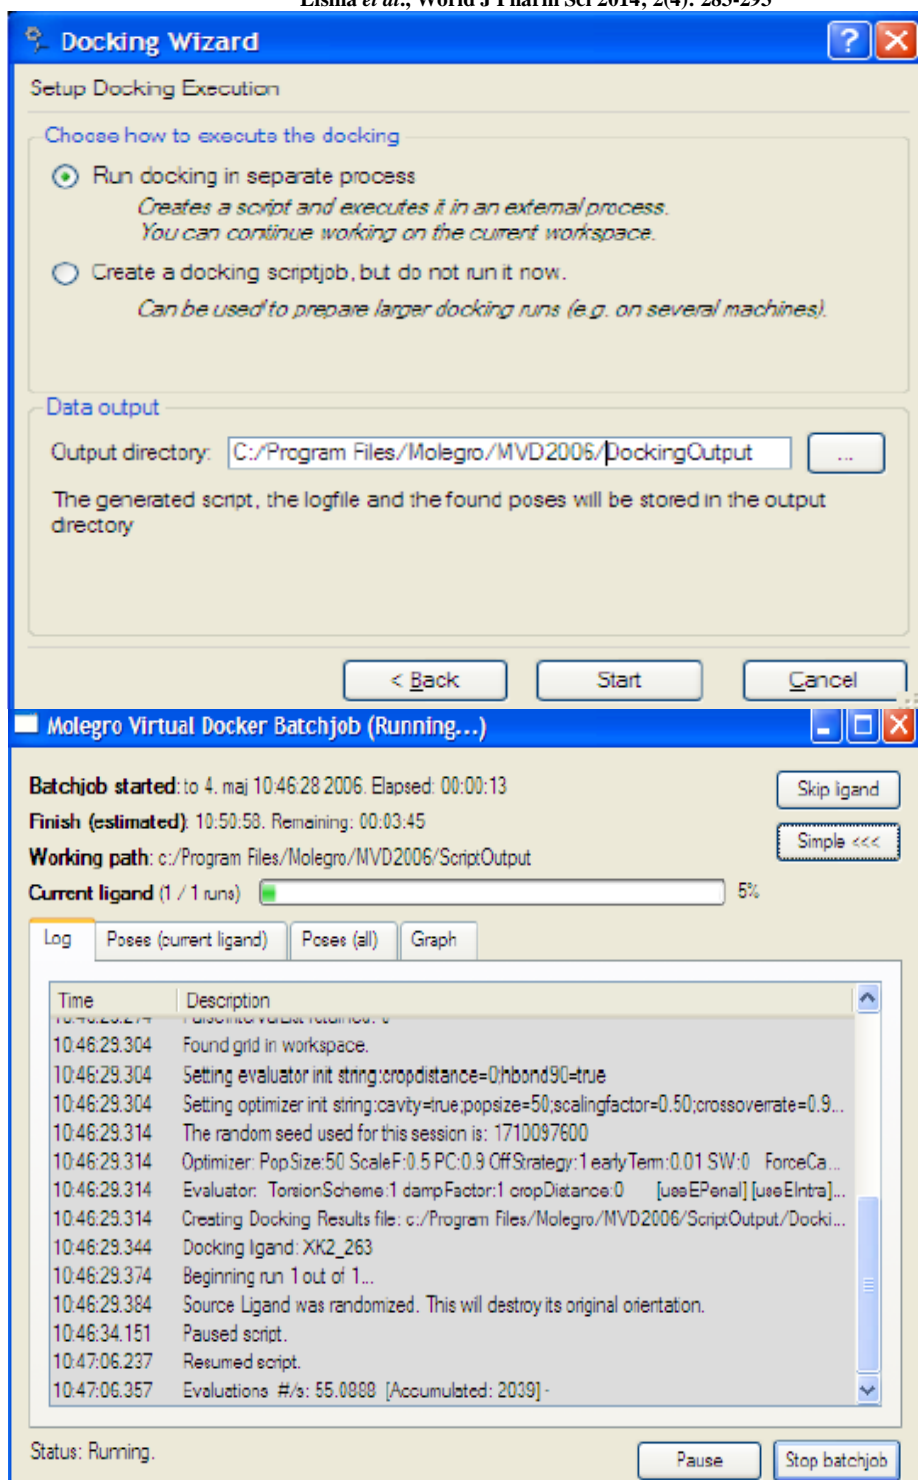 Elsma et al., World J Pharm Sci 2014; 2(4): 285-295
Docking Wizard
Setup Docking Execution
Choose how to execute the docking
Run docking in separate process
Creates a script and executes it in an external process.
You can continue working on the current workspace.
Create a docking scriptjob, but do not run it now.
Can be used to prepare larger docking runs (e.g. on several machines).
Data output
Output directory: C:/Program Files/Molegro/MVD2006/DockingOutput ...
The generated script, the logfile and the found poses will be stored in the output
directory
< Back Start Cancel
Molegro Virtual Docker Batchjob (Running...)
Batchjob started: to 4. maj 10:46:28 2006. Elapsed: 00:00:13
Skip ligand
Finish (estimated): 10:50:58. Remaining: 00:03:45
Simple <<<
Working path: c:/Program Files/Molegro/MVD2006/ScriptOutput
Current ligand (1 / 1 runs) 5%
Log Poses (current ligand) Poses (all) Graph
Time Description
10:46:29.304 Found grid in workspace.
10:46:29.304 Setting evaluator init string:cropdistance=0;hbond90=true
10:46:29.304 Setting optimizer init string:cavity=true;popsize=50;scalingfactor=0.50;crossoverrate=0.9...
10:46:29.314 The random seed used for this session is: 1710097600
10:46:29.314 Optimizer: PopSize:50 ScaleF:0.5 PC:0.9 OffStrategy:1 earlyTerm:0.01 SW:0 ForceCa...
10:46:29.314 Evaluator: TorsionScheme:1 dampFactor:1 cropDistance:0 [useEPenal] [useEIntra]...
10:46:29.314 Creating Docking Results file: c:/Program Files/Molegro/MVD2006/ScriptOutput/Docki...
10:46:29.344 Docking ligand: XK2_263
10:46:29.374 Beginning run 1 out of 1...
10:46:29.384 Source Ligand was randomized. This will destroy its original orientation.
10:46:34.151 Paused script.
10:47:06.237 Resumed script.
10:47:06.357 Evaluations #/s: 55.0888 [Accumulated: 2039] -
Status: Running.
Pause Stop batchjob